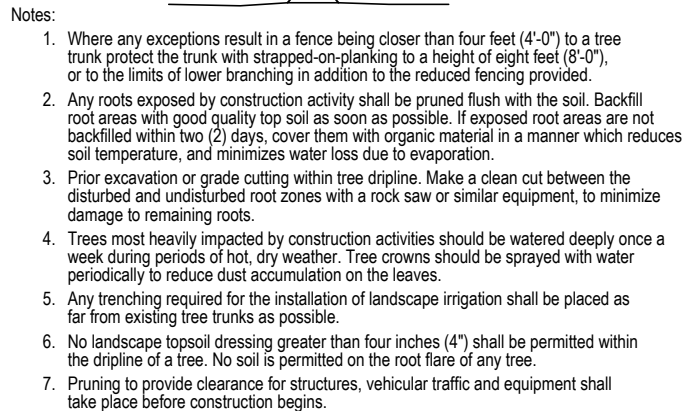 Notes:
1. Where any exceptions result in a fence being closer than four feet (4'-0") to a tree
trunk protect the trunk with strapped-on-planking to a height of eight feet (8'-0"),
or to the limits of lower branching in addition to the reduced fencing provided.
2. Any roots exposed by construction activity shall be pruned flush with the soil. Backfill
root areas with good quality top soil as soon as possible. If exposed root areas are not
backfilled within two (2) days, cover them with organic material in a manner which reduces
soil temperature, and minimizes water loss due to evaporation.
3. Prior excavation or grade cutting within tree dripline. Make a clean cut between the
disturbed and undisturbed root zones with a rock saw or similar equipment, to minimize
damage to remaining roots.
4. Trees most heavily impacted by construction activities should be watered deeply once a
week during periods of hot, dry weather. Tree crowns should be sprayed with water
periodically to reduce dust accumulation on the leaves.
5. Any trenching required for the installation of landscape irrigation shall be placed as
far from existing tree trunks as possible.
6. No landscape topsoil dressing greater than four inches (4") shall be permitted within
the dripline of a tree. No soil is permitted on the root flare of any tree.
7. Pruning to provide clearance for structures, vehicular traffic and equipment shall
take place before construction begins.